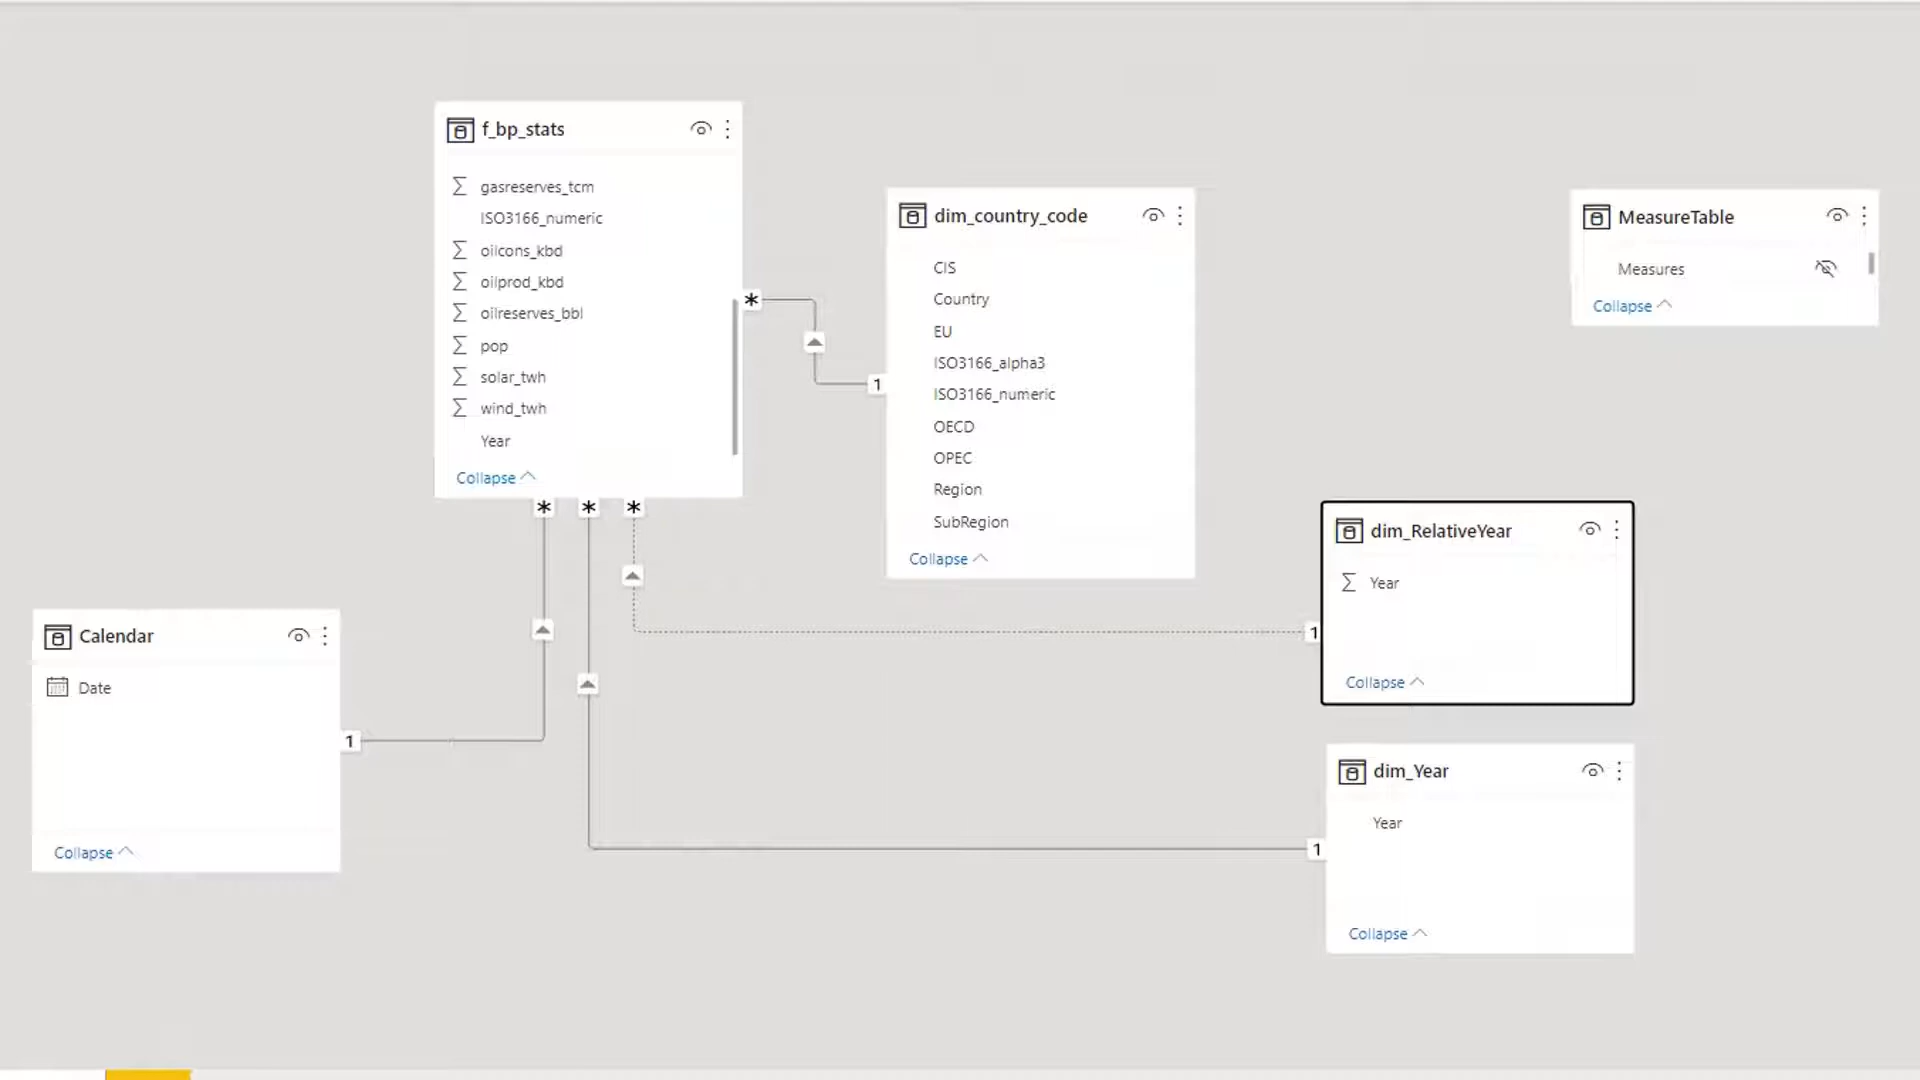 f_bp_stats
gasreserves_tcm
ISO3166_numeric
oilcons_kbd
oilprod_kbd
oilreserves_bbl
pop
solar_twh
wind_twh
Year
Collapse
*
1
* * *
dim_country_code
CIS
Country
EU
ISO3166_alpha3
ISO3166_numeric
OECD
OPEC
Region
SubRegion
Collapse
MeasureTable
Measures
Collapse
dim_RelativeYear
Σ Year
Collapse
1
Calendar
Date
Collapse
1
dim_Year
Year
Collapse
1